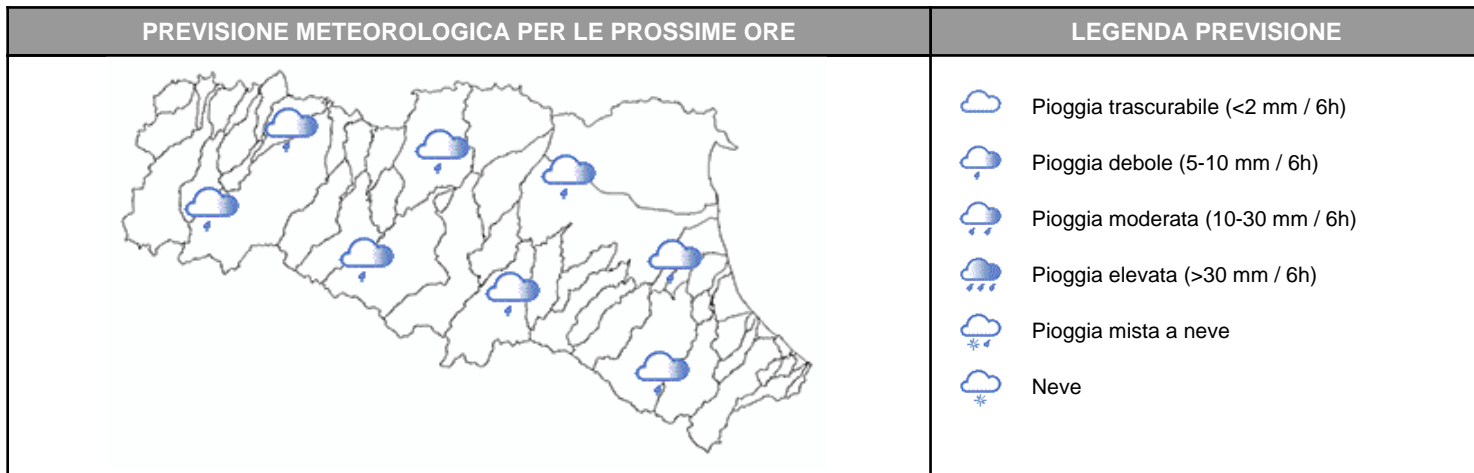 PREVISIONE METEOROLOGICA PER LE PROSSIME ORE
LEGENDA PREVISIONE
Pioggia trascurabile (<2 mm / 6h)
Pioggia debole (5-10 mm / 6h)
Pioggia moderata (10-30 mm / 6h)
Pioggia elevata (>30 mm / 6h)
Pioggia mista a neve
Neve